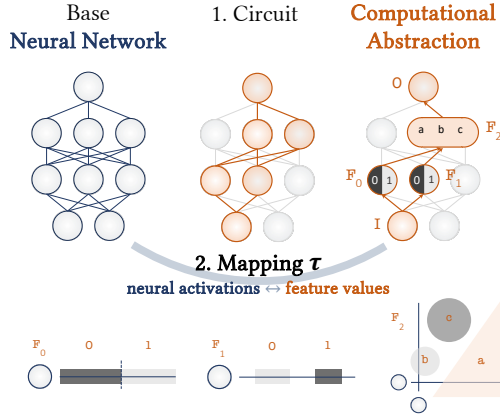 Base
Neural Network
1. Circuit
Computational
Abstraction
O
a b c
F2
F0
0 1
0 1
F1
I
2. Mapping τ
neural activations ↔ feature values
F0
0
1
F1
0
1
F2
c
b
a